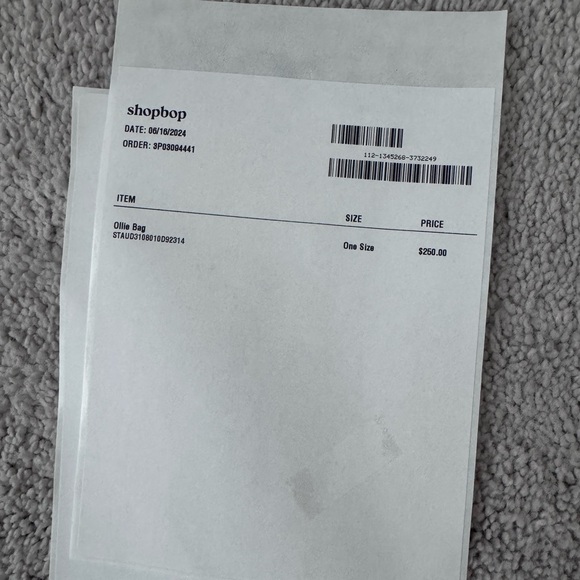 shopbop
DATE: 06/16/2024
ORDER: 3P03094441
112-1345268-3732249
ITEM SIZE PRICE
Ollie Bag One Size $250.00
STAUD3108010D92314